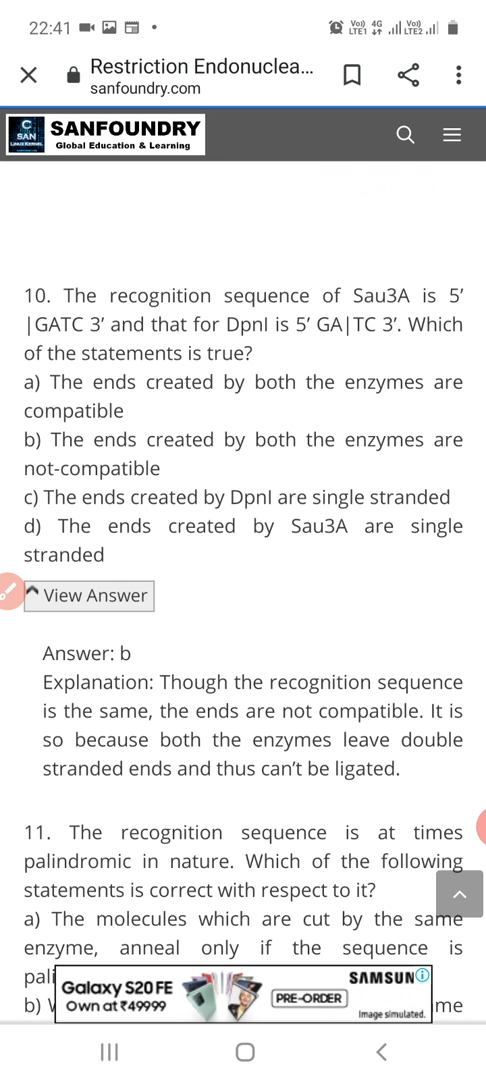 22:41
Vo)) 4G Vo))
LTE1 LTE2
Restriction Endonuclea...
sanfoundry.com
C
SAN
SANFOUNDRY
Global Education & Learning
10. The recognition sequence of Sau3A is 5’
|GATC 3’ and that for DpnI is 5’ GA|TC 3’. Which
of the statements is true?
a) The ends created by both the enzymes are
compatible
b) The ends created by both the enzymes are
not-compatible
c) The ends created by DpnI are single stranded
d) The ends created by Sau3A are single
stranded
View Answer
Answer: b
Explanation: Though the recognition sequence
is the same, the ends are not compatible. It is
so because both the enzymes leave double
stranded ends and thus can’t be ligated.
11. The recognition sequence is at times
palindromic in nature. Which of the following
statements is correct with respect to it?
a) The molecules which are cut by the same
enzyme, anneal only if the sequence is
pali
b)
me
Galaxy S20 FE
Own at ₹49999
PRE-ORDER
SAMSUN
Image simulated.